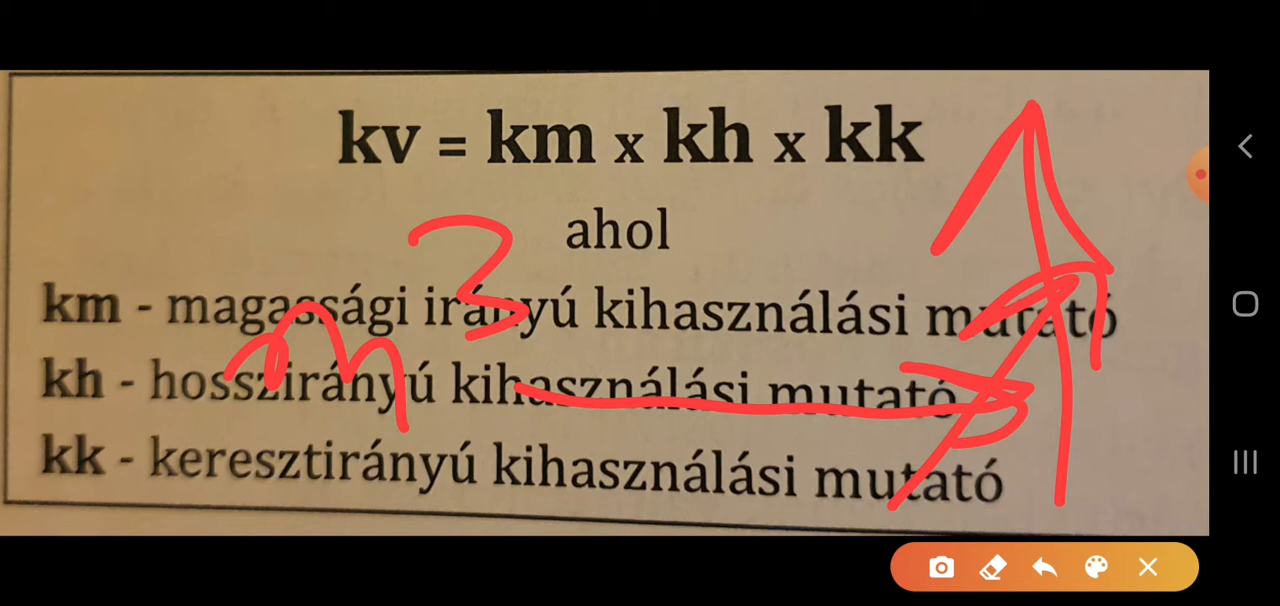 kv = km x kh x kk
ahol
km - magassági irányú kihasználási mutató
kh - hosszirányú kihasználási mutató
kk - keresztirányú kihasználási mutató
m3